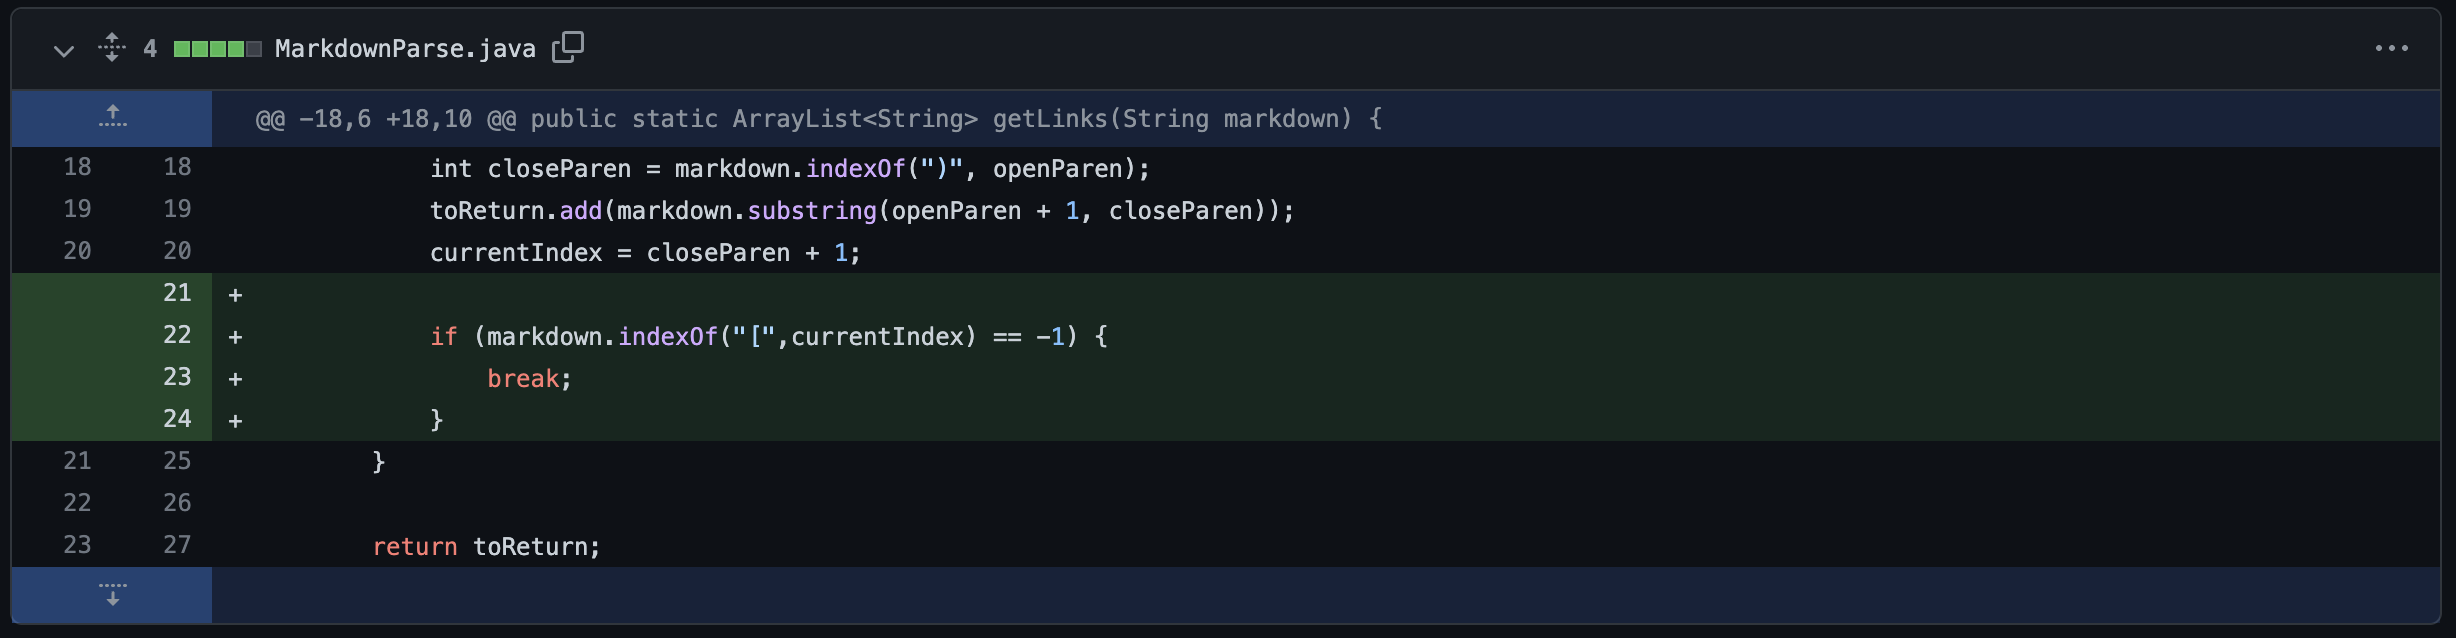 4 MarkdownParse.java
@@ -18,6 +18,10 @@ public static ArrayList<String> getLinks(String markdown) {
18 18 int closeParen = markdown.indexOf(")", openParen);
19 19 toReturn.add(markdown.substring(openParen + 1, closeParen));
20 20 currentIndex = closeParen + 1;
21 +
22 + if (markdown.indexOf("[",currentIndex) == -1) {
23 + break;
24 + }
21 25 }
22 26
23 27 return toReturn;